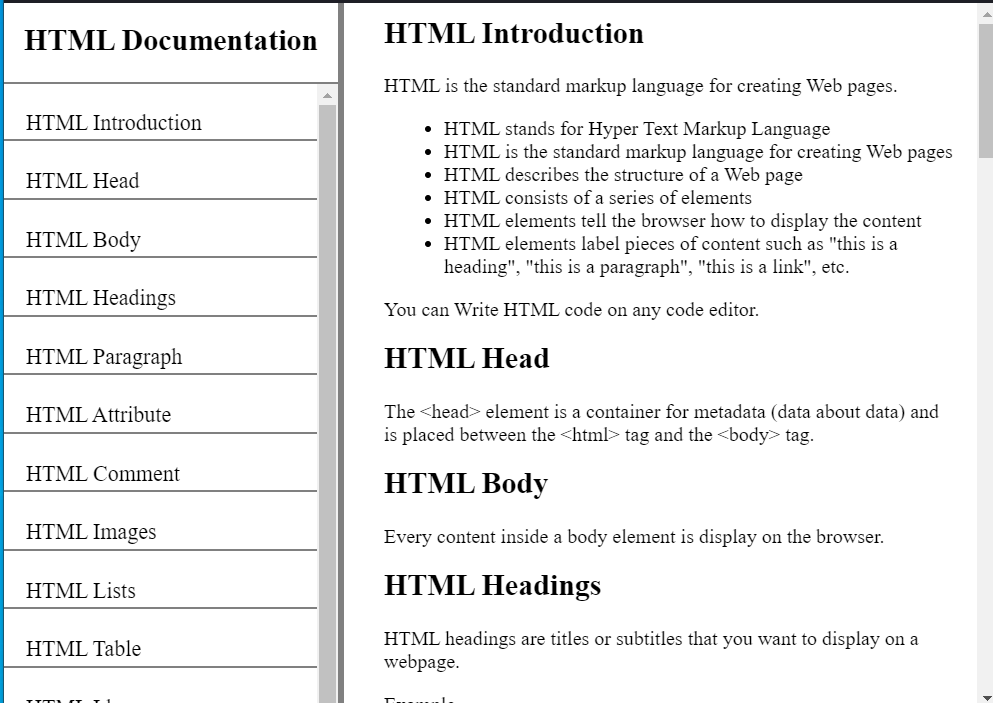 HTML Documentation
HTML Introduction
HTML Head
HTML Body
HTML Headings
HTML Paragraph
HTML Attribute
HTML Comment
HTML Images
HTML Lists
HTML Table
HTML Introduction
HTML is the standard markup language for creating Web pages.
• HTML stands for Hyper Text Markup Language
• HTML is the standard markup language for creating Web pages
• HTML describes the structure of a Web page
• HTML consists of a series of elements
• HTML elements tell the browser how to display the content
• HTML elements label pieces of content such as "this is a
heading", "this is a paragraph", "this is a link", etc.
You can Write HTML code on any code editor.
HTML Head
The <head> element is a container for metadata (data about data) and
is placed between the <html> tag and the <body> tag.
HTML Body
Every content inside a body element is display on the browser.
HTML Headings
HTML headings are titles or subtitles that you want to display on a
webpage.
Example